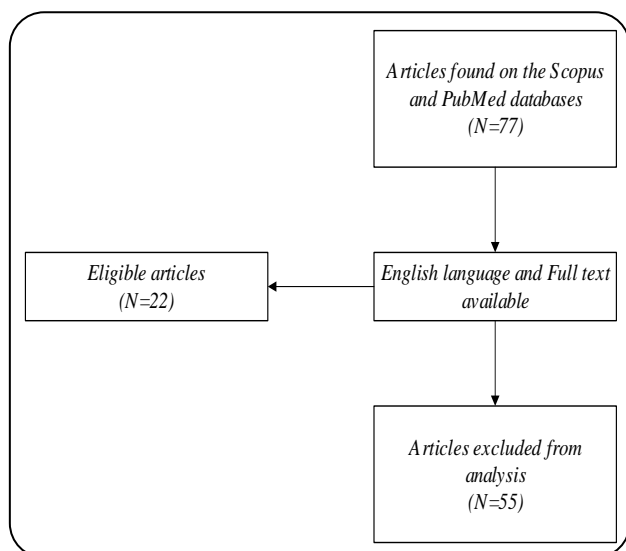 Articles found on the Scopus
and PubMed databases
(N=77)
Eligible articles
(N=22)
English language and Full text
available
Articles excluded from
analysis
(N=55)